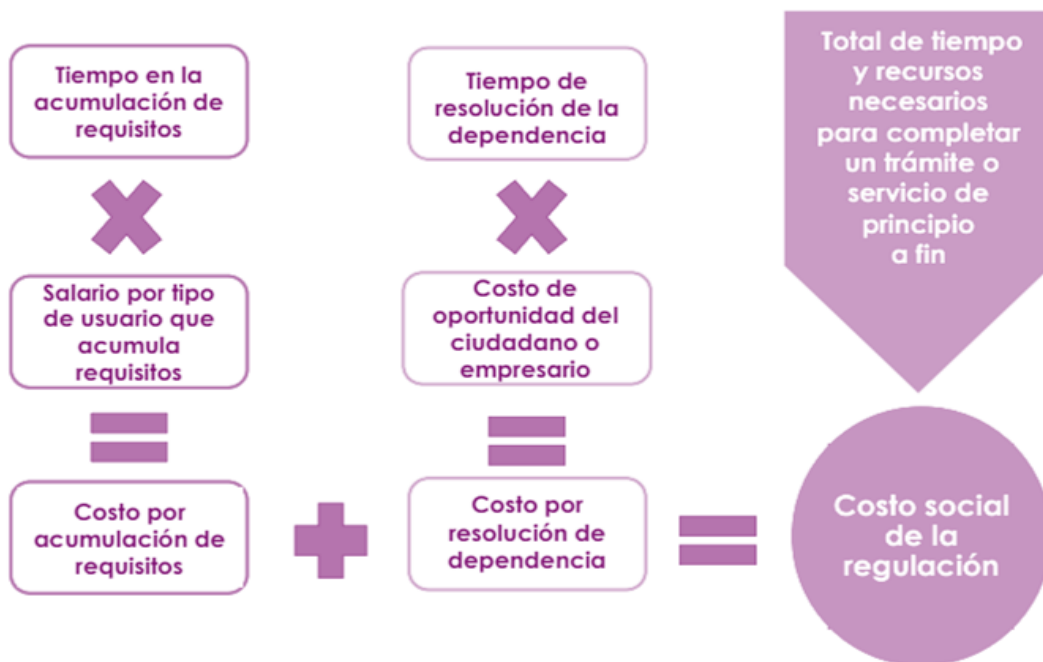 Tiempo en la
acumulación de
requisitos
Salario por tipo
de usuario que
acumula
requisitos
Costo por
acumulación de
requisitos
Tiempo de
resolución de la
dependencia
Costo de
oportunidad del
ciudadano o
empresario
Costo por
resolución de
dependencia
Total de tiempo
y recursos
necesarios
para completar
un trámite o
servicio de
principio
a fin
Costo social
de la
regulación